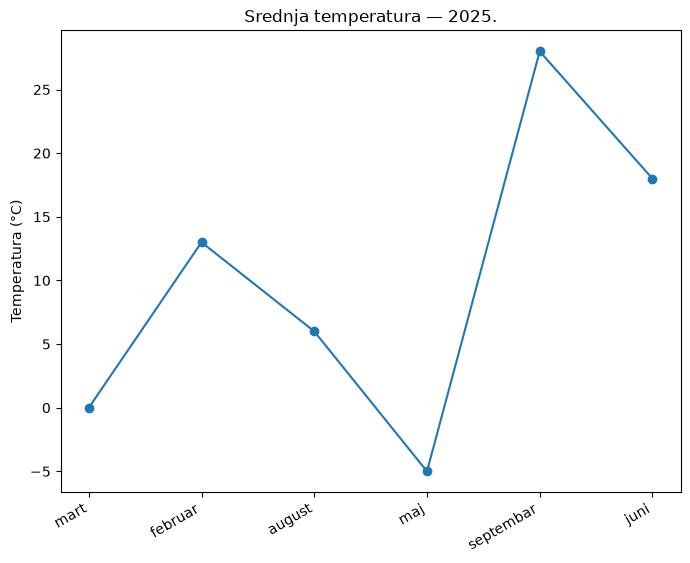 Srednja temperatura — 2025.
Temperatura (°C)
25
20
15
10
5
0
−5
mart
februar
august
maj
septembar
juni